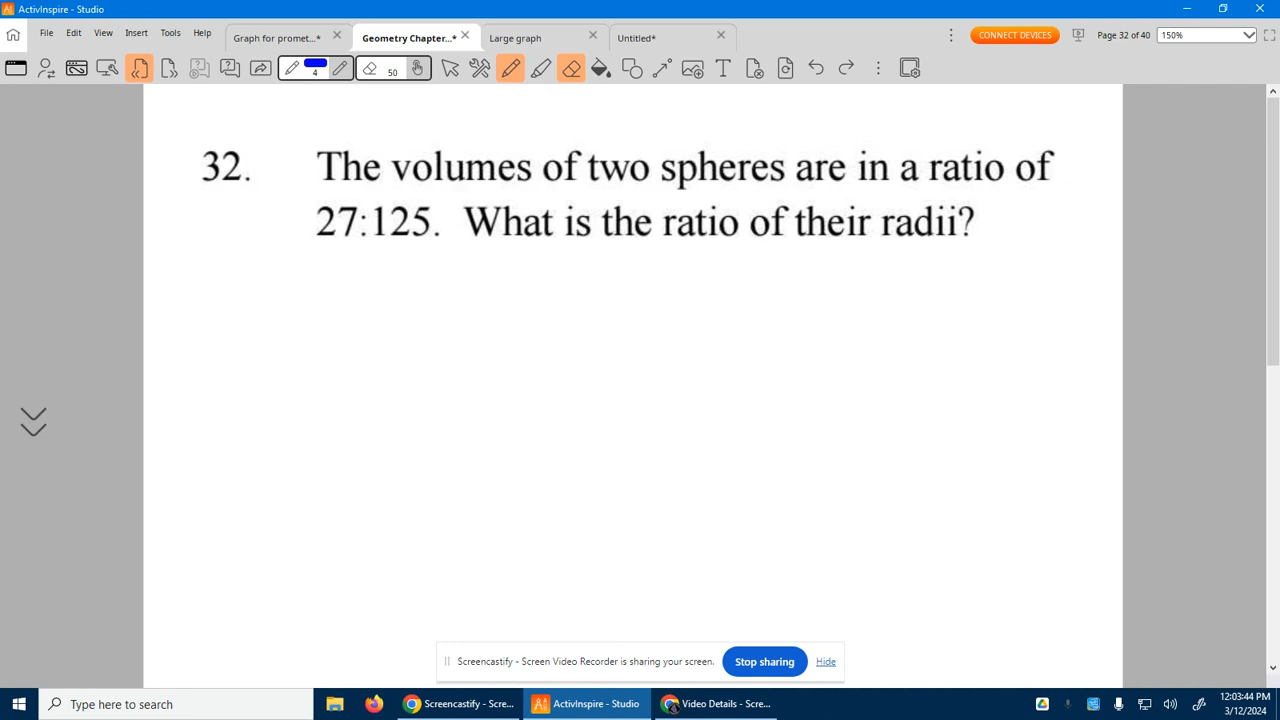 ActivInspire - Studio
File Edit View Insert Tools Help Graph for promet...* Geometry Chapter...* Large graph Untitled* CONNECT DEVICES Page 32 of 40 150%
4 50
32. The volumes of two spheres are in a ratio of
27:125. What is the ratio of their radii?
Screencastify - Screen Video Recorder is sharing your screen. Stop sharing Hide
Type here to search Screencastify - Scre... ActivInspire - Studio Video Details - Scre... 12:03:44 PM
3/12/2024